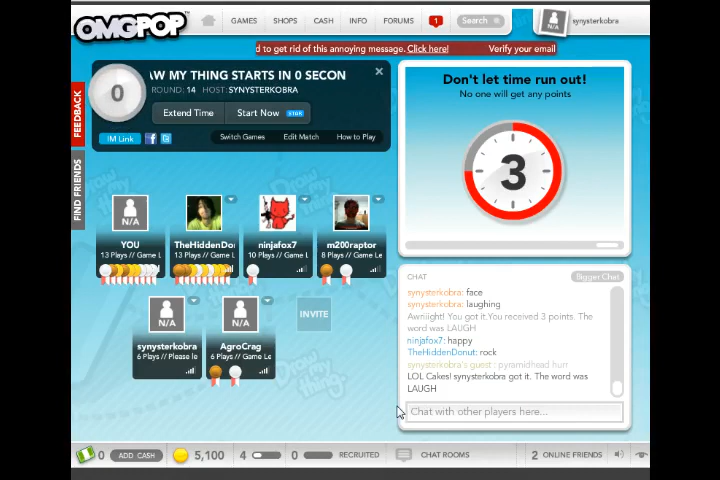 OMGPOP
GAMES SHOPS CASH INFO FORUMS 1 Search
N/A synysterkobra
d to get rid of this annoying message. Click here! Verify your email
FEEDBACK
FIND FRIENDS
0
AW MY THING STARTS IN 0 SECON
ROUND: 14 HOST: SYNYSTERKOBRA
Extend Time Start Now
IM Link
Switch Games Edit Match How to Play
N/A
YOU
13 Plays // Game L
TheHiddenDo
13 Plays // Game L
ninjafox7
10 Plays // Game L
m200raptor
8 Plays // Game L
N/A
synysterkobra
6 Plays // Please le
N/A
AgroCrag
6 Plays // Game Le
INVITE
Don't let time run out!
No one will get any points
3
CHAT Bigger Chat
synysterkobra: face
synysterkobra: laughing
Awriiight! You got it.You received 3 points. The
word was LAUGH
ninjafox7: happy
TheHiddenDonut: rock
synysterkobra's guest : pyramidhead hurr
LOL Cakes! synysterkobra got it. The word was
LAUGH
Chat with other players here...
0 ADD CASH 5,100 4 0 RECRUITED CHAT ROOMS 2 ONLINE FRIENDS